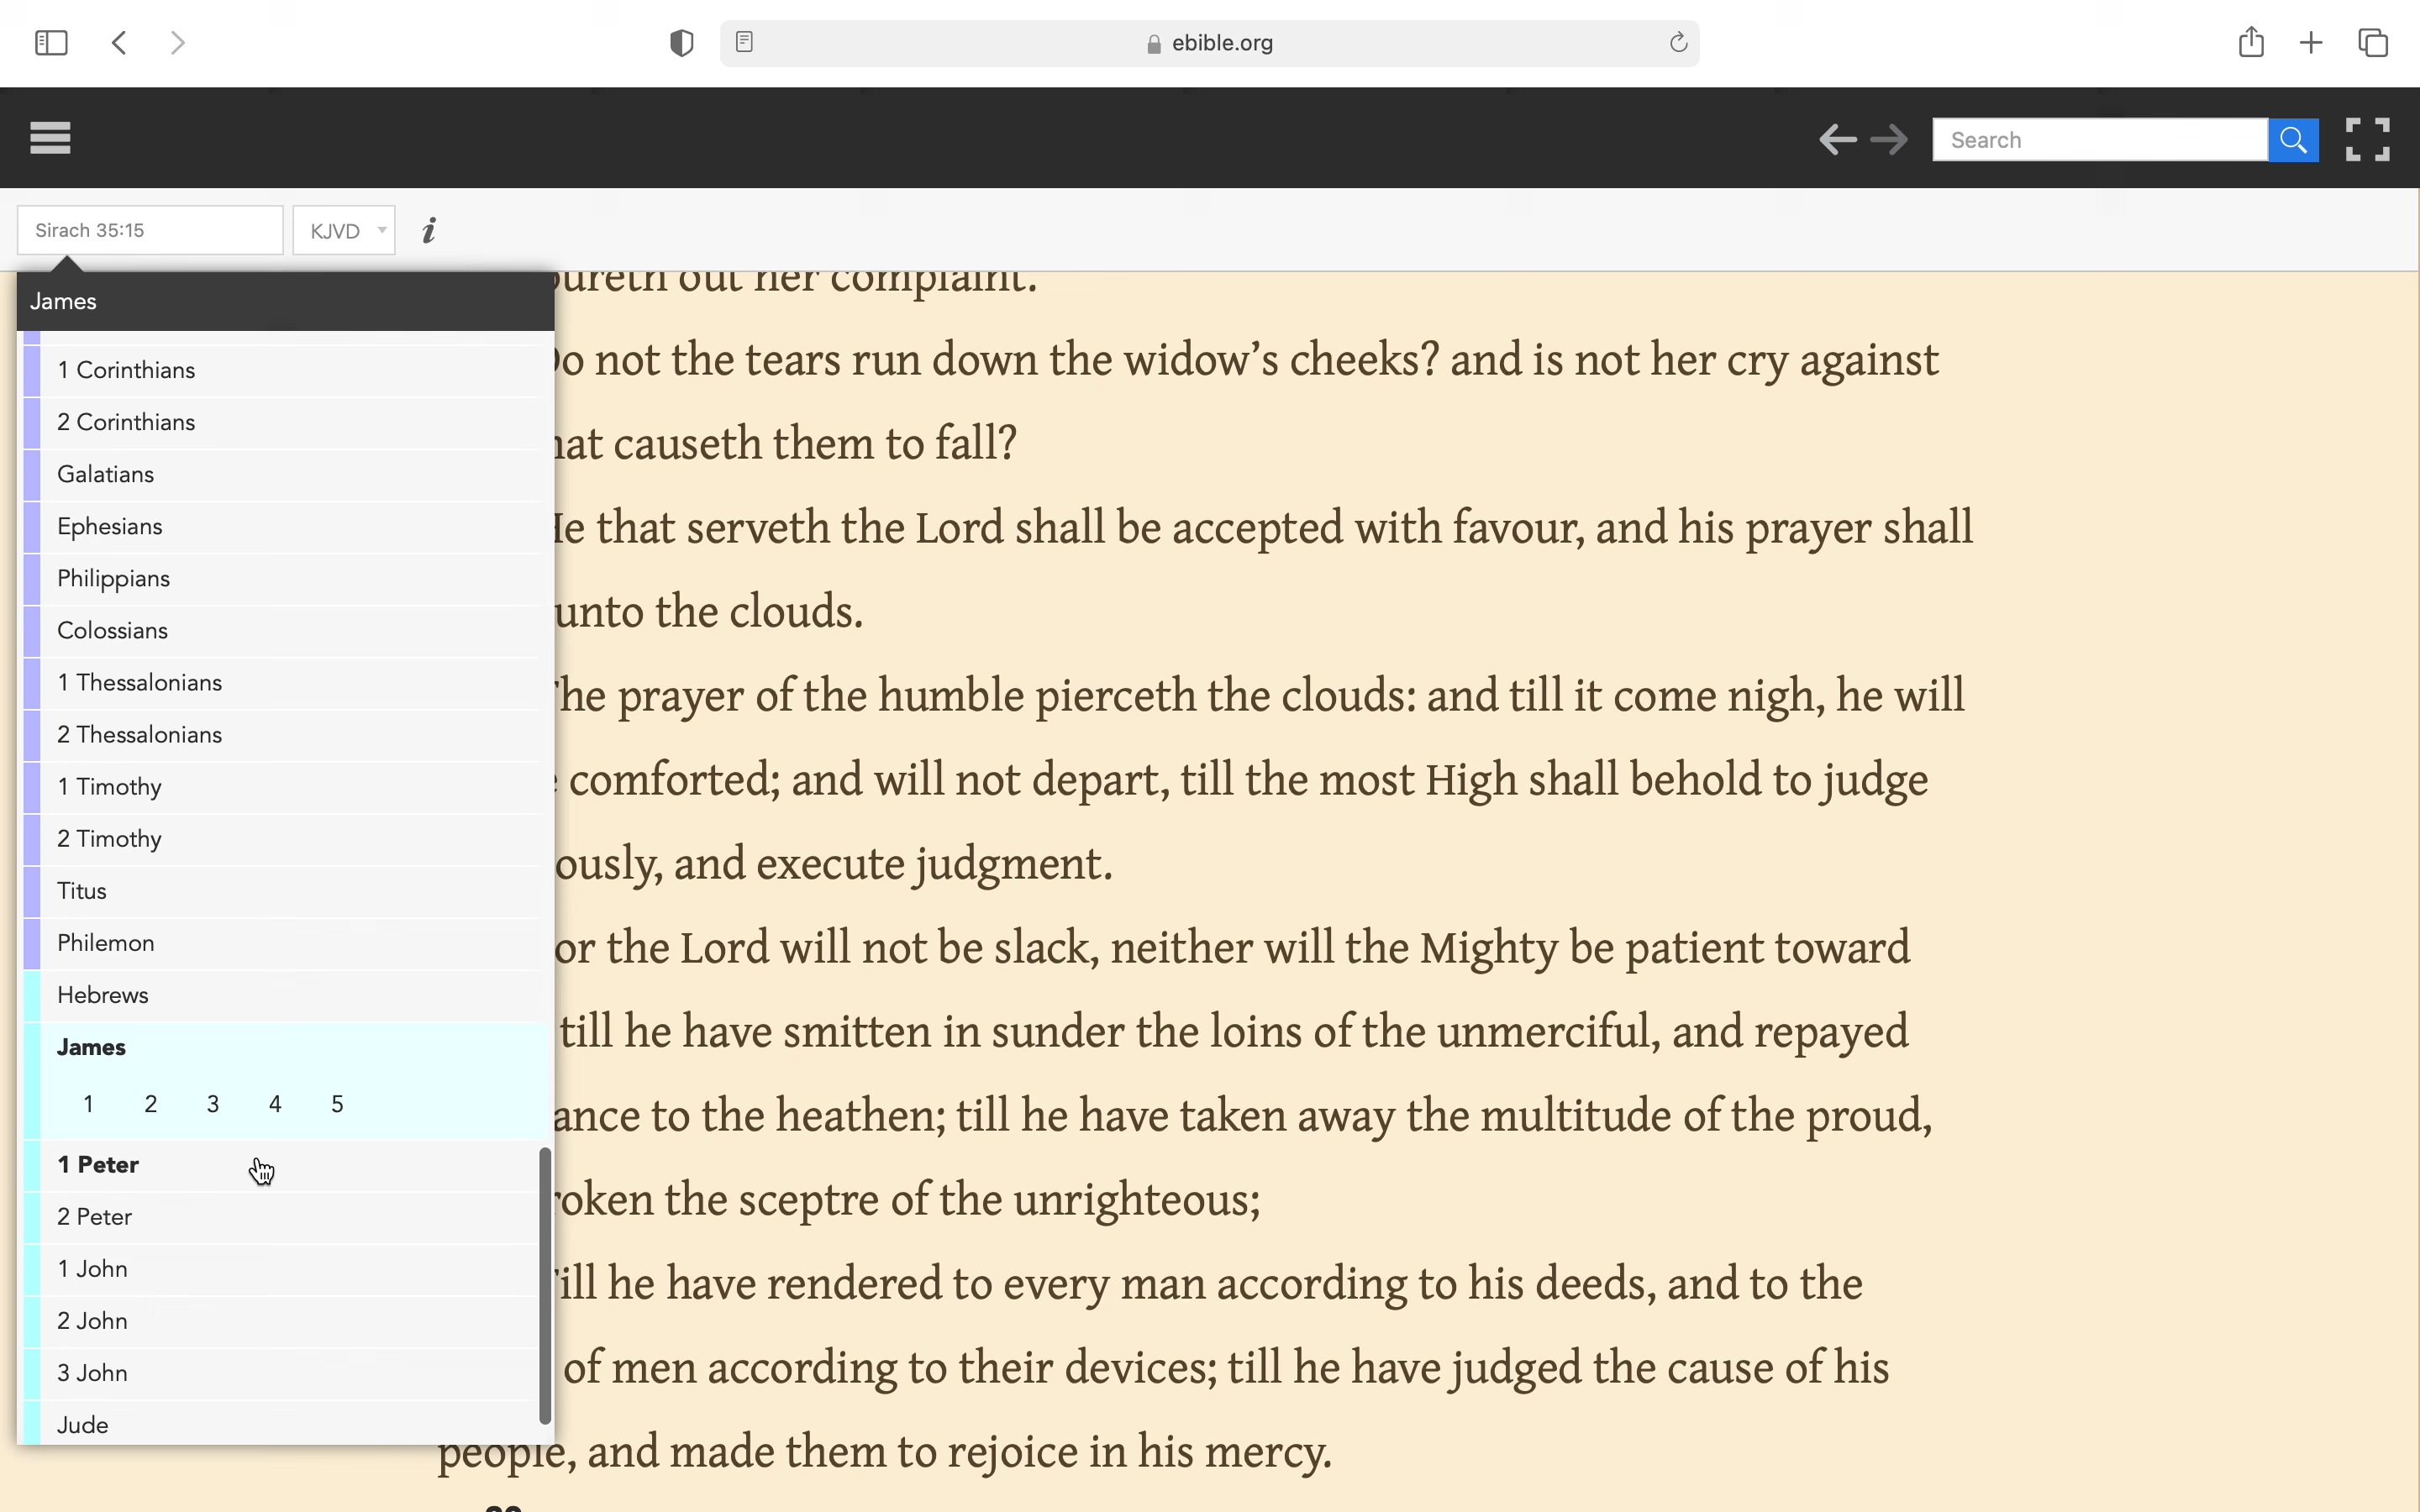 ebible.org
Search
Sirach 35:15
KJVD
i
James
1 Corinthians
2 Corinthians
Galatians
Ephesians
Philippians
Colossians
1 Thessalonians
2 Thessalonians
1 Timothy
2 Timothy
Titus
Philemon
Hebrews
James
1 2 3 4 5
1 Peter
2 Peter
1 John
2 John
3 John
Jude
out her complaint.
not the tears run down the widow’s cheeks? and is not her cry against
causeth them to fall?
that serveth the Lord shall be accepted with favour, and his prayer shall
unto the clouds.
prayer of the humble pierceth the clouds: and till it come nigh, he will
comforted; and will not depart, till the most High shall behold to judge
and execute judgment.
the Lord will not be slack, neither will the Mighty be patient toward
till he have smitten in sunder the loins of the unmerciful, and repayed
to the heathen; till he have taken away the multitude of the proud,
the sceptre of the unrighteous;
he have rendered to every man according to his deeds, and to the
of men according to their devices; till he have judged the cause of his
people, and made them to rejoice in his mercy.